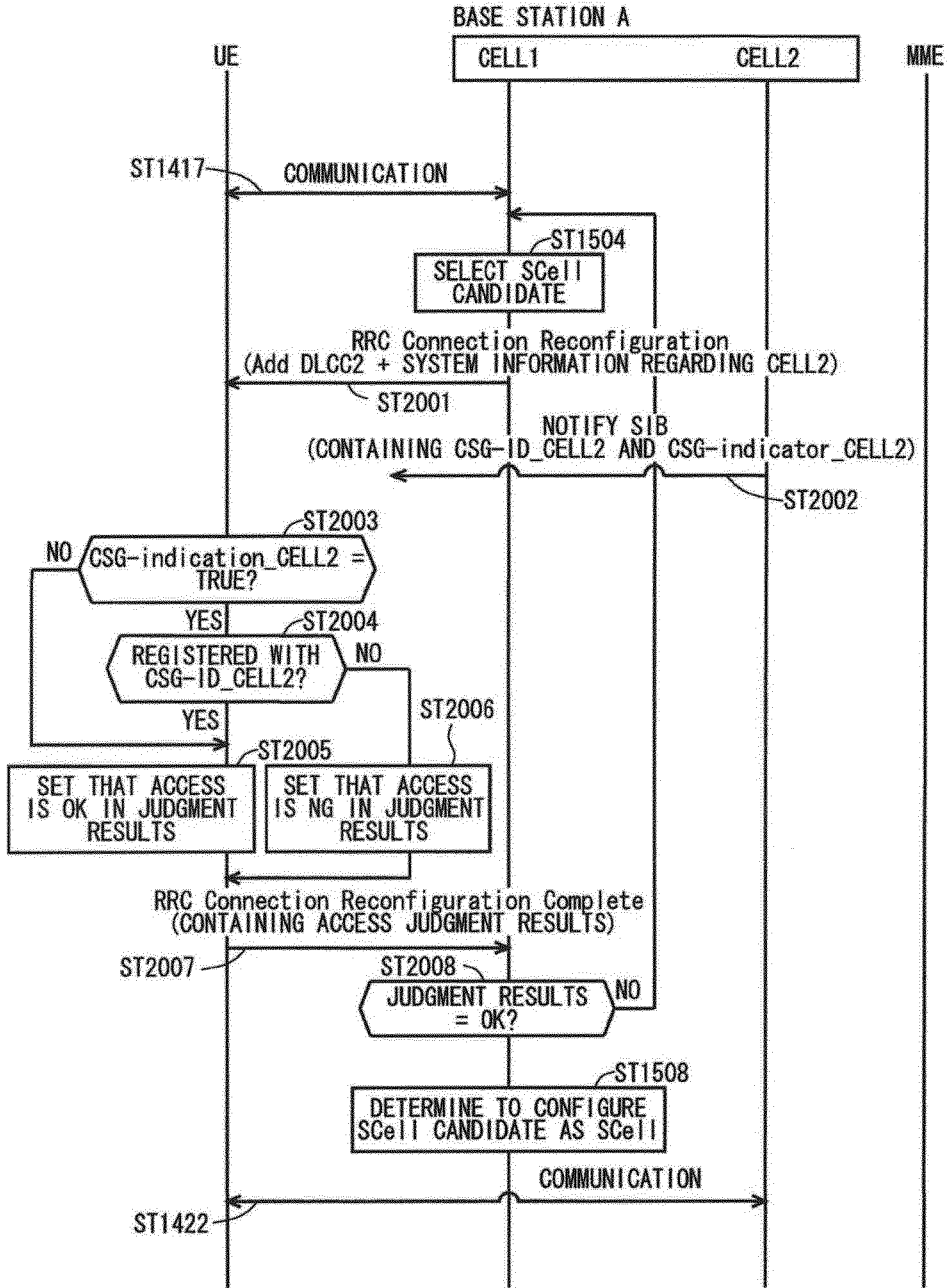 BASE STATION A
UE
CELL1
CELL2
MME
ST1417
COMMUNICATION
ST1504
SELECT SCell
CANDIDATE
RRC Connection Reconfiguration
(Add DLCC2 + SYSTEM INFORMATION REGARDING CELL2)
ST2001
NOTIFY SIB
(CONTAINING CSG-ID_CELL2 AND CSG-indicator_CELL2)
ST2002
ST2003
NO
CSG-indication_CELL2 =
TRUE?
YES
ST2004
REGISTERED WITH
CSG-ID_CELL2?
NO
YES
ST2006
ST2005
SET THAT ACCESS
IS OK IN JUDGMENT
RESULTS
SET THAT ACCESS
IS NG IN JUDGMENT
RESULTS
RRC Connection Reconfiguration Complete
(CONTAINING ACCESS JUDGMENT RESULTS)
ST2007
ST2008
JUDGMENT RESULTS
= OK?
NO
ST1508
DETERMINE TO CONFIGURE
SCell CANDIDATE AS SCell
COMMUNICATION
ST1422